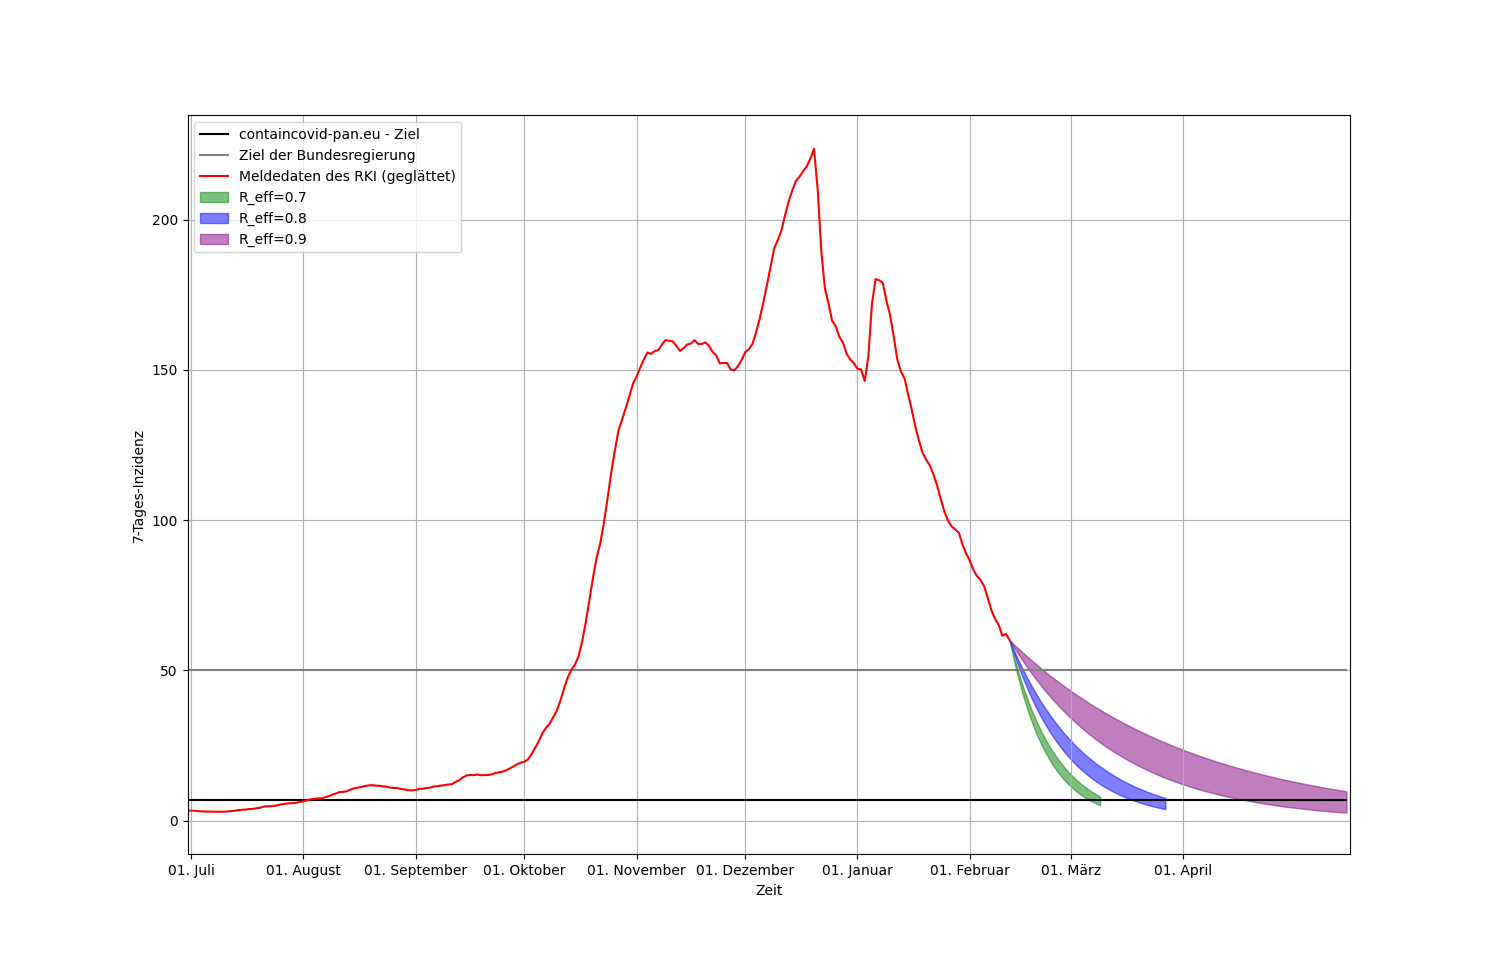 containcovid-pan.eu - Ziel
Ziel der Bundesregierung
Meldedaten des RKI (geglättet)
R_eff=0.7
R_eff=0.8
R_eff=0.9
200
150
100
50
0
7-Tages-Inzidenz
01. Juli 01. August 01. September 01. Oktober 01. November 01. Dezember 01. Januar 01. Februar 01. März 01. April
Zeit